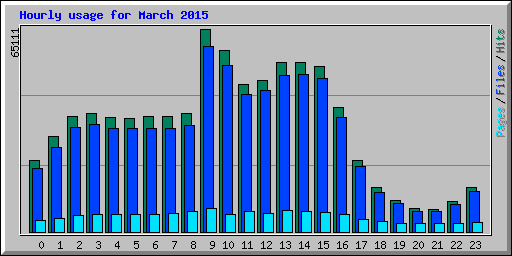 Hourly usage for March 2015
65111
Pages / Files / Hits
0 1 2 3 4 5 6 7 8 9 10 11 12 13 14 15 16 17 18 19 20 21 22 23